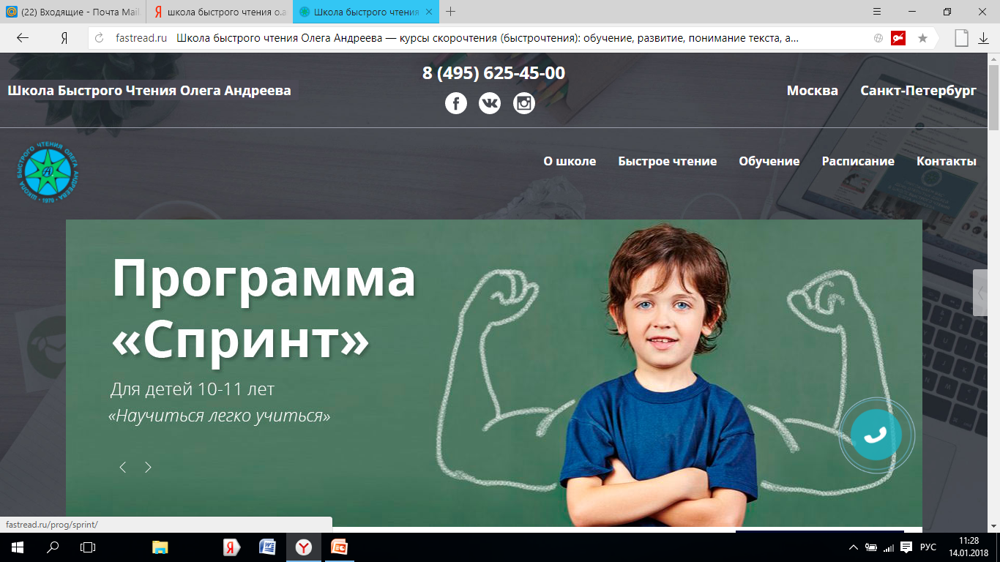 (22) Входящие - Почта Mail
школа быстрого чтения о.а
Школа быстрого чтения
fastread.ru Школа быстрого чтения Олега Андреева — курсы скорочтения (быстрочтения): обучение, развитие, понимание текста, а...
8 (495) 625-45-00
Школа Быстрого Чтения Олега Андреева
Москва Санкт-Петербург
ШКОЛА БЫСТРОГО ЧТЕНИЯ ОЛЕГА АНДРЕЕВА · 1970 ·
О школе Быстрое чтение Обучение Расписание Контакты
Программа
«Спринт»
Для детей 10-11 лет
«Научиться легко учиться»
fastread.ru/prog/sprint/
РУС
11:28
14.01.2018